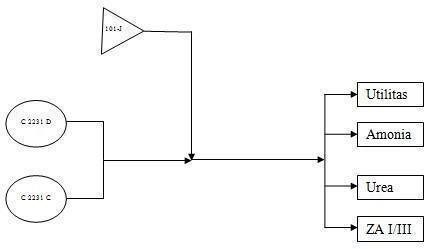 101-J
Utilitas
C 2231 D
Amonia
Urea
C 2231 C
ZA I/III